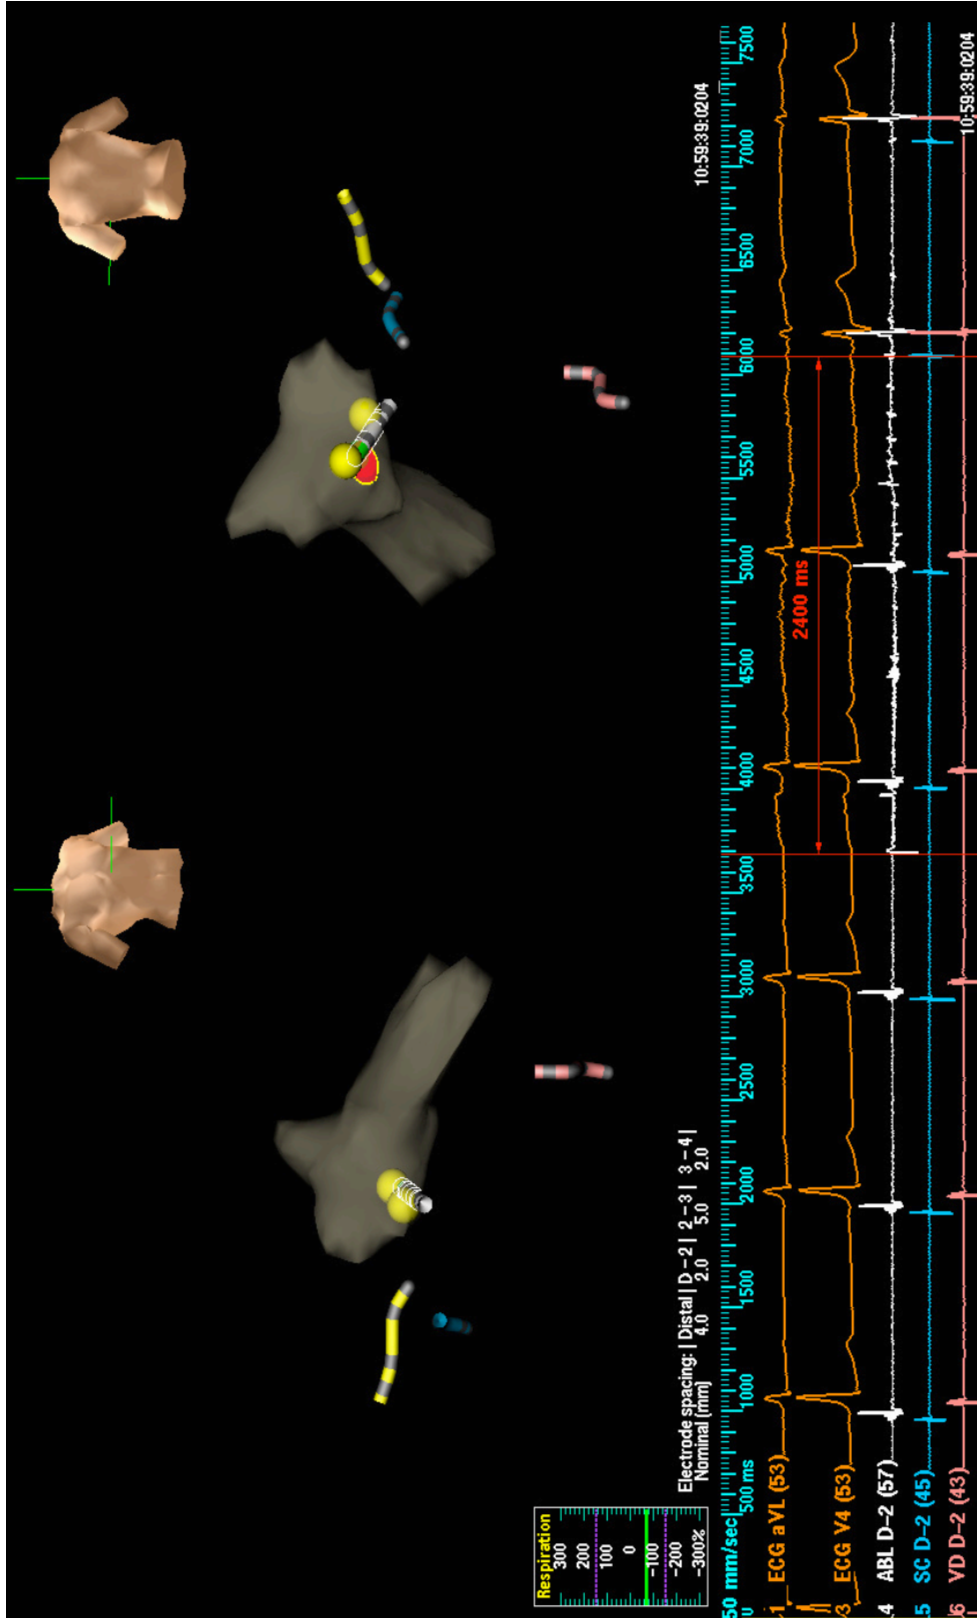 Respiration
300
200
100
0
-100
-200
-300%
Electrode spacing: | Distal | D-2 | 2-3 | 3-4 |
Nominal [mm] 4.0 2.0 5.0 2.0
10:59:39:0204
50 mm/sec 500 ms 1000 1500 2000 2500 3000 3500 4000 4500 5000 5500 6000 6500 7000 7500
ECG aVL (53)
2400 ms
3 ECG V4 (53)
4 ABL D-2 (57)
5 SC D-2 (45)
6 VD D-2 (43)
10:59:39:0204